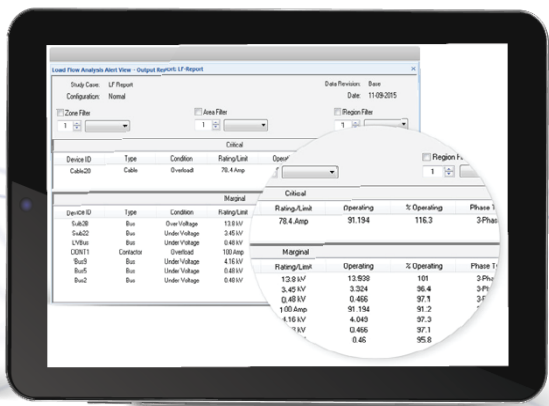 Load Flow Analysis Alert View - Output Report: LF-Report
Study Case: LF Report Data Revision: Base
Configuration: Normal Date: 11-09-2015
Zone Filter Area Filter Region Filter
1 1 1
Critical
Device ID Type Condition Rating/Limit
Cable20 Cable Overload 78.4 Amp
Marginal
Device ID Type Condition Rating/Limit
Sub2B Bus Over Voltage 13.8 kV
Sub22 Bus Under Voltage 3.45 kV
LVBus Bus Under Voltage 0.48 kV
CONT1 Contactor Overload 100 Amp
Bus9 Bus Under Voltage 4.16 kV
Bus5 Bus Under Voltage 0.48 kV
Bus2 Bus Under Voltage 0.48 kV
Region
1
Critical
Rating/Limit Operating % Operating Phase
78.4 Amp 91.194 116.3 3-Phas
Marginal
Rating/Limit Operating % Operating Phase
13.8 kV 13.938 101 3-Phas
3.45 kV 3.324 96.4 3-Ph
0.48 kV 0.466 97.1
100 Amp 91.194 91.2
4.16 kV 4.049 97.3
kV 0.466 97.1
0.46 95.8